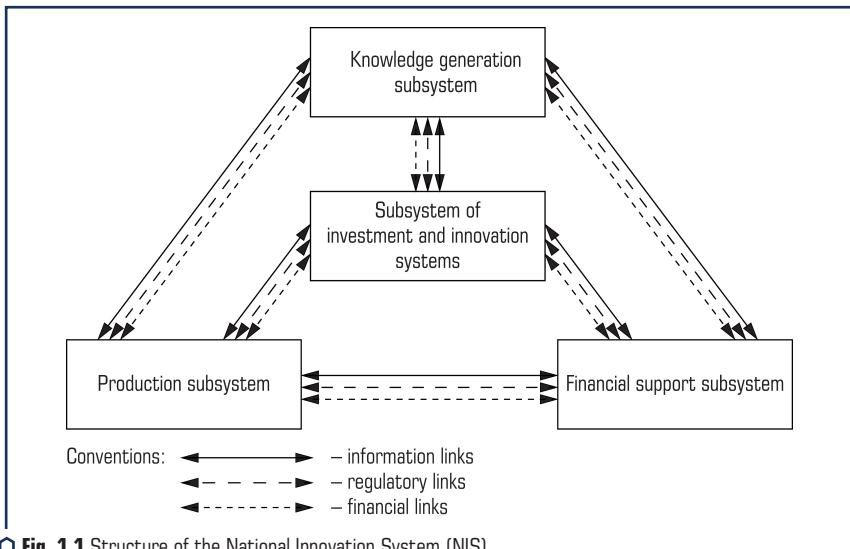 Knowledge generation
subsystem
Subsystem of
investment and innovation
systems
Production subsystem
Financial support subsystem
Conventions:
– information links
– regulatory links
– financial links
Fig. 1.1 Structure of the National Innovation System (NIS)